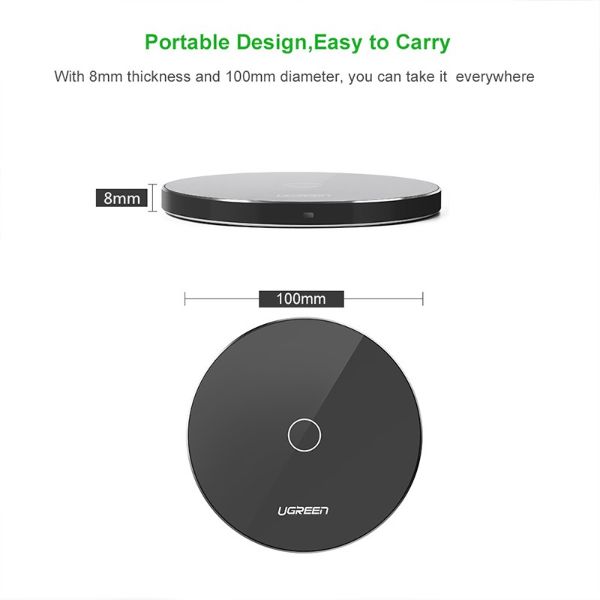 Portable Design,Easy to Carry
With 8mm thickness and 100mm diameter, you can take it  everywhere
8mm
100mm
UGREEN